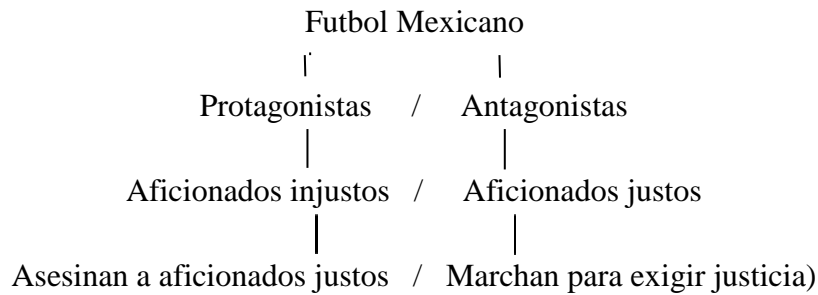 Futbol Mexicano
Protagonistas / Antagonistas
Aficionados injustos / Aficionados justos
Asesinan a aficionados justos / Marchan para exigir justicia)